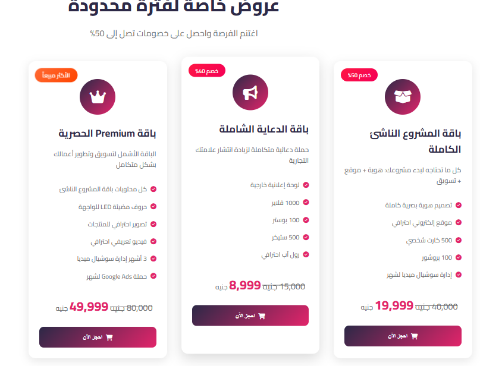 عروض خاصة لفترة محدودة
اغتنم الفرصة واحصل على خصومات تصل إلى 50%
خصم 50%
باقة المشروع الناشئ
الكاملة
كل ما تحتاجه لبدء مشروعك: هوية + موقع
+ تسويق
تصميم هوية بصرية كاملة
موقع إلكتروني احترافي
500 كارت شخصي
100 بروشور
إدارة سوشيال ميديا لشهر
40,000 جنيه 19,999 جنيه
احجز الآن
خصم 40%
باقة الدعاية الشاملة
حملة دعائية متكاملة لزيادة انتشار علامتك
التجارية
لوحة إعلانية خارجية
1000 فلاير
100 بوستر
500 ستيكر
رول أب احترافي
15,000 جنيه 8,999 جنيه
احجز الآن
الأكثر مبيعاً
باقة Premium الحصرية
الباقة الأشمل لتسويق وتطوير أعمالك
بشكل متكامل
كل محتويات باقة المشروع الناشئ
حروف مضيئة LED للواجهة
تصوير احترافي للمنتجات
فيديو تعريفي احترافي
3 أشهر إدارة سوشيال ميديا
حملة Google Ads لشهر
80,000 جنيه 49,999 جنيه
احجز الآن